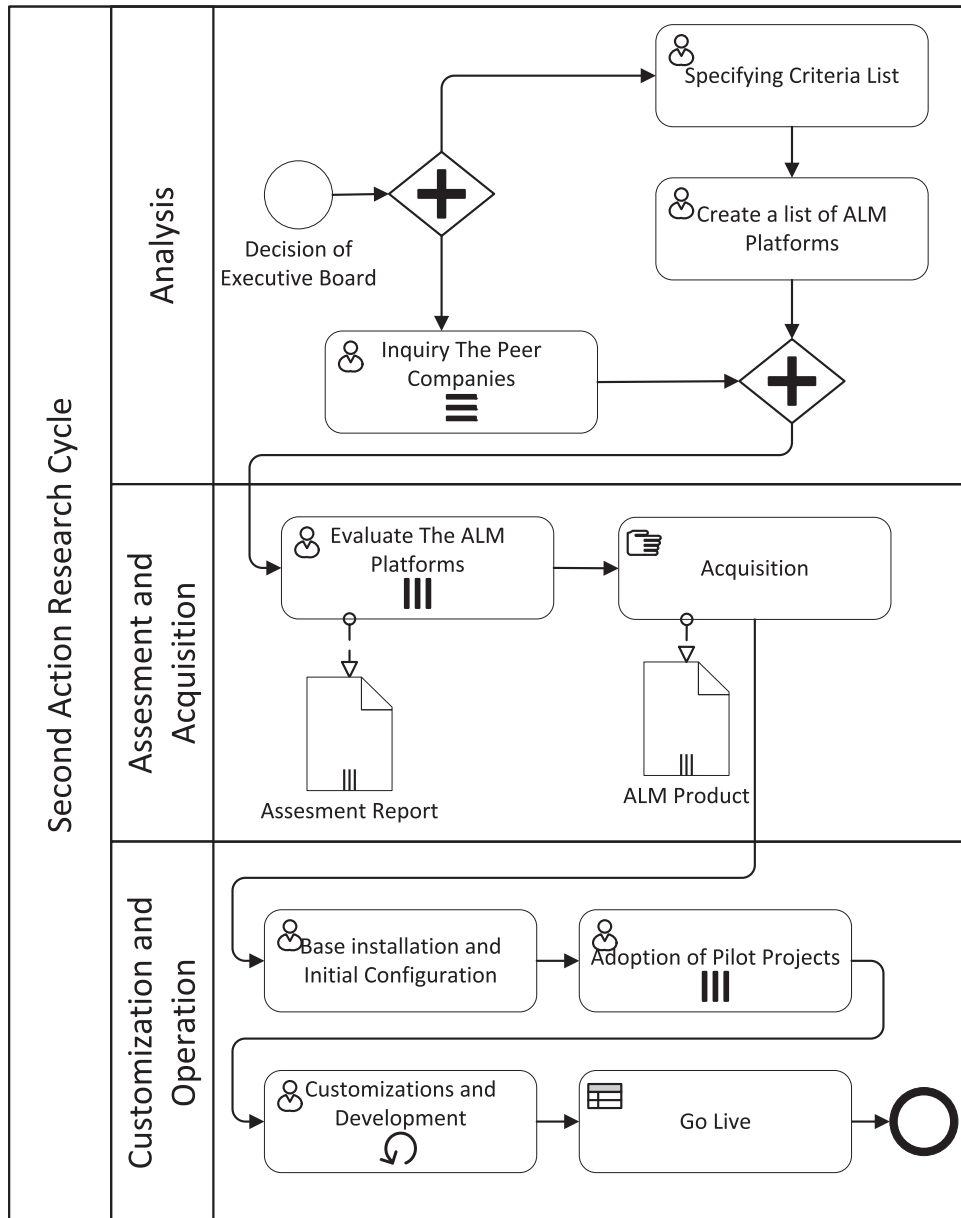 Second Action Research Cycle
Analysis
Specifying Criteria List
Create a list of ALM
Platforms
Decision of
Executive Board
Inquiry The Peer
Companies
Assessment and
Acquisition
Evaluate The ALM
Platforms
Acquisition
Assesment Report
ALM Product
Customization and
Operation
Base installation and
Initial Configuration
Adoption of Pilot Projects
Customizations and
Development
Go Live